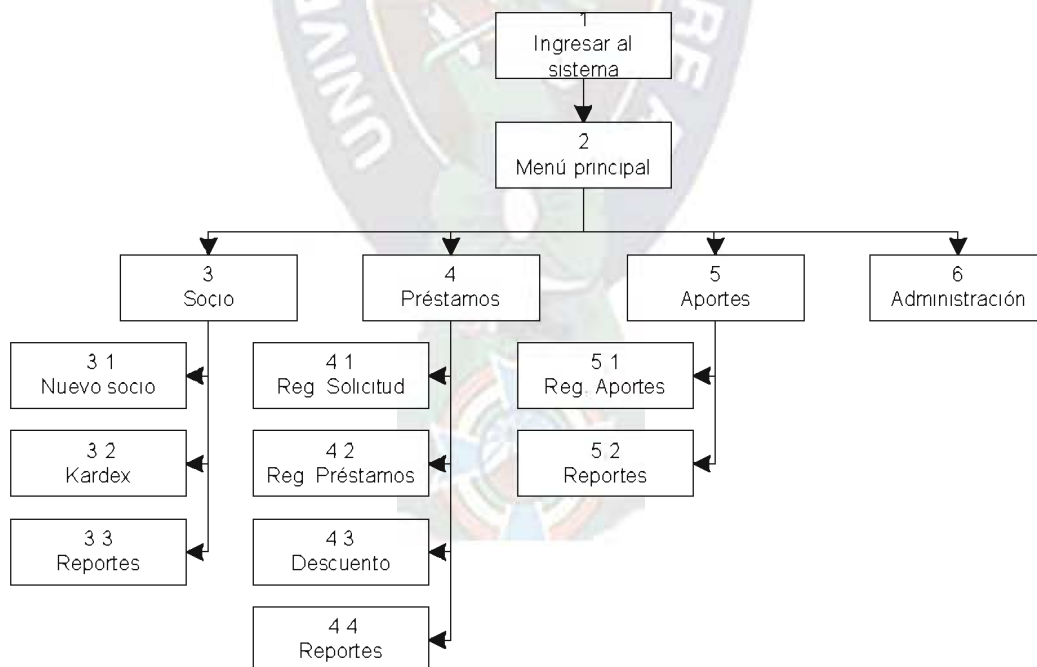 1
Ingresar al
sistema
2
Menú principal
3
Socio
4
Préstamos
5
Aportes
6
Administración
3 1
Nuevo socio
4 1
Reg Solicitud
5.1
Reg. Aportes
3 2
Kardex
4 2
Reg Préstamos
5.2
Reportes
3 3
Reportes
4 3
Descuento
4 4
Reportes
UNIV
RE A